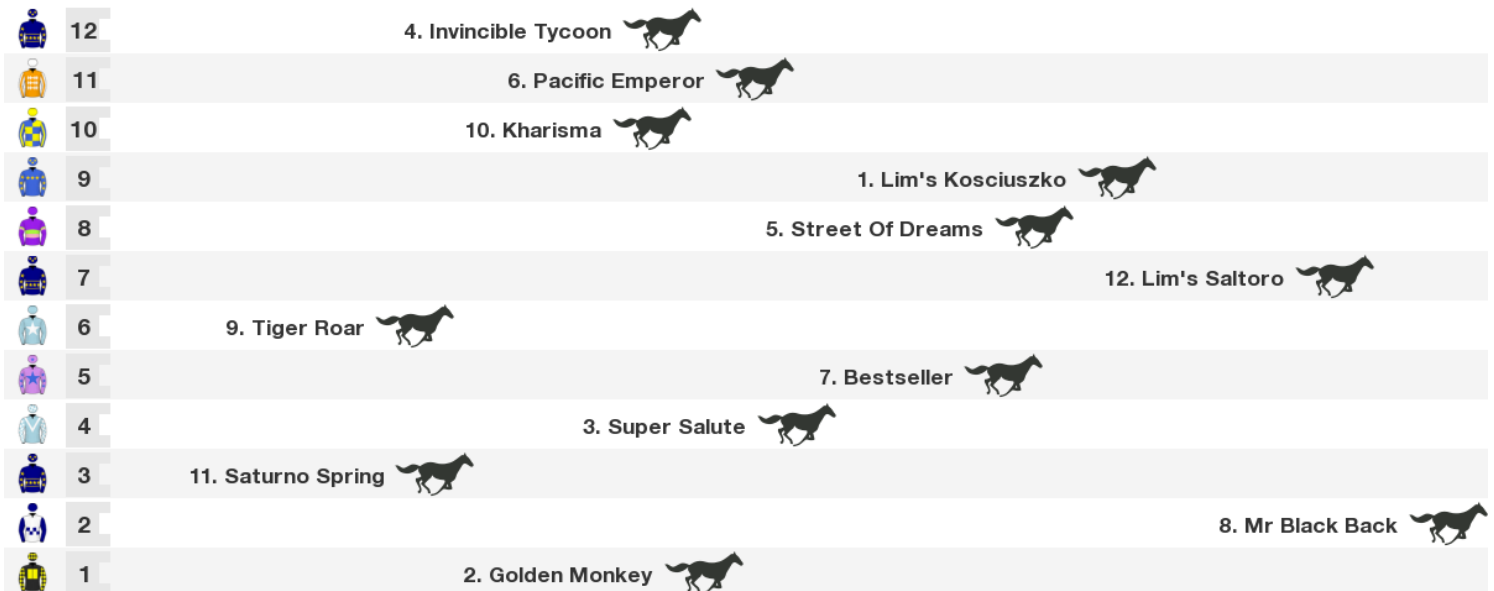 12 4. Invincible Tycoon
11 6. Pacific Emperor
10 10. Kharisma
9 1. Lim's Kosciuszko
8 5. Street Of Dreams
7 12. Lim's Saltoro
6 9. Tiger Roar
5 7. Bestseller
4 3. Super Salute
3 11. Saturno Spring
2 8. Mr Black Back
1 2. Golden Monkey